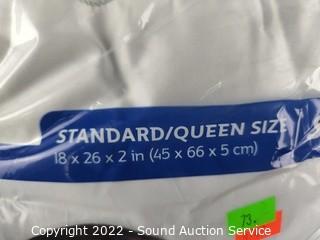 STANDARD/QUEEN SIZE
18 x 26 x 2 in (45 x 66 x 5 cm)
73.
Copyright 2022 - Sound Auction Service